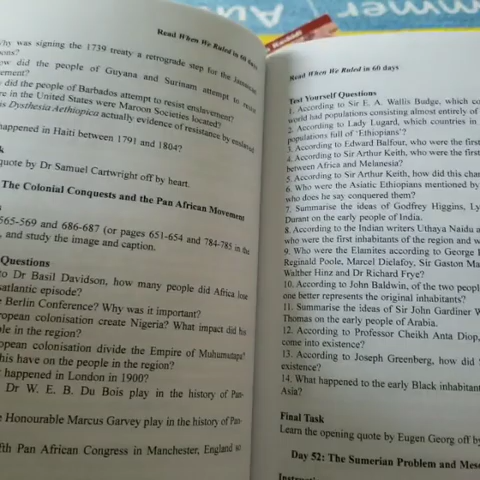 Read When We Ruled in 60 days
Why was signing the 1739 treaty a retrograde step for the Jamaican
did the people of Guyana and Surinam attempt to resist
did the people of Barbados attempt to resist enslavement?
re in the United States were Maroon Societies located?
is Dysthesia Aethiopica actually evidence of resistance by enslaved
happened in Haiti between 1791 and 1804?
quote by Dr Samuel Cartwright off by heart.
The Colonial Conquests and the Pan African Movement
565-569 and 686-687 (or pages 651-654 and 784-785 in the
, and study the image and caption.
Questions
to Dr Basil Davidson, how many people did Africa lose
satlantic episode?
e Berlin Conference? Why was it important?
ropean colonisation create Nigeria? What impact did his
ple in the region?
opean colonisation divide the Empire of Muhumutapa?
his have on the people in the region?
happened in London in 1900?
Dr W. E. B. Du Bois play in the history of Pan-
e Honourable Marcus Garvey play in the history of Pan-
fth Pan African Congress in Manchester, England so
Read When We Ruled in 60 days
Test Yourself Questions
1. According to Sir E. A. Wallis Budge, which co
world had populations consisting almost entirely of
2. According to Lady Lugard, which countries in
populations full of 'Ethiopians'?
3. According to Edward Balfour, who were the first
4. According to Sir Arthur Keith, who were the first
between Africa and Melanesia?
5. According to Sir Arthur Keith, how did this chan
6. Who were the Asiatic Ethiopians mentioned by
who does he say conquered them?
7. Summarise the ideas of Godfrey Higgins, Ly
Durant on the early people of India.
8. According to the Indian writers Uthaya Naidu a
who were the first inhabitants of the region and w
9. Who were the Elamites according to George
Reginald Poole, Marcel Dielafoy, Sir Gaston Ma
Walther Hinz and Dr Richard Frye?
10. According to John Baldwin, of the two peopl
one better represents the original inhabitants?
11. Summarise the ideas of Sir John Gardiner W
Thomas on the early people of Arabia.
12. According to Professor Cheikh Anta Diop,
come into existence?
13. According to Joseph Greenberg, how did
existence?
14. What happened to the early Black inhabitan
Asia?
Final Task
Learn the opening quote by Eugen Georg off by
Day 52: The Sumerian Problem and Mes